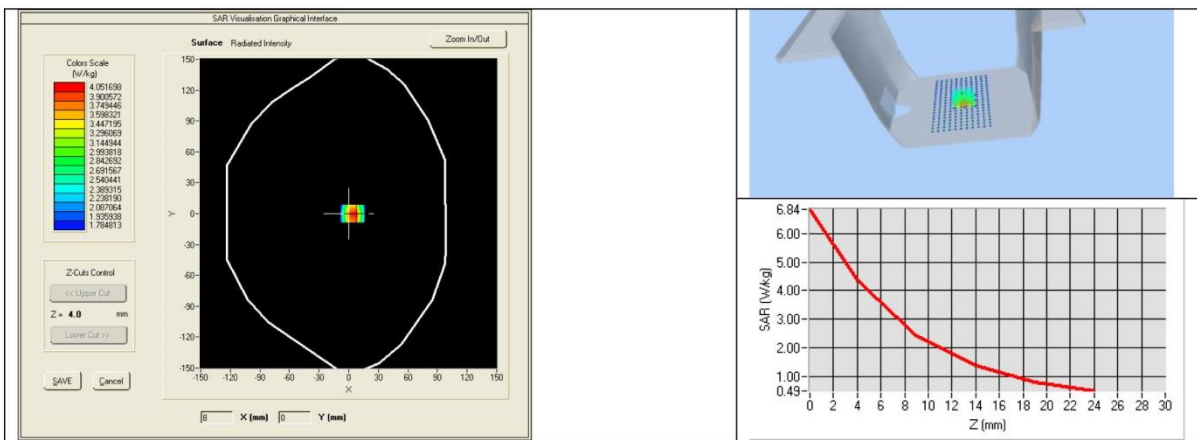 SAR Visualisation Graphical Interface
Surface Radiated Intensity
Zoom In/Out
Colors Scale
(W/kg)
4.051698
3.900572
3.749446
3.598321
3.447195
3.296069
3.144944
2.993818
2.842692
2.691567
2.540441
2.389315
2.238190
2.087064
1.935938
1.784813
Z-Cuts Control
<< Upper Cut
Z = 4.0 mm
Lower Cut >>
SAVE Cancel
150
120
90
60
30
0
-30
-60
-90
-120
-150
Y
-150 -120 -90 -60 -30 0 30 60 90 120 150
X
8 X (mm) 0 Y (mm)
6.84
6.00
5.00
4.00
3.00
2.00
1.00
0.49
SAR (W/kg)
0 2 4 6 8 10 12 14 16 18 20 22 24 26 28 30
Z (mm)